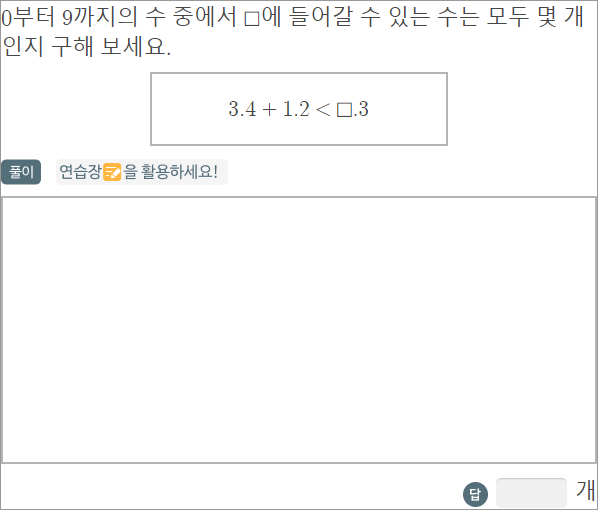 0부터 9까지의 수 중에서 □에 들어갈 수 있는 수는 모두 몇 개
인지 구해 보세요.
3.4 + 1.2 < □.3
풀이 연습장을 활용하세요!
답 개